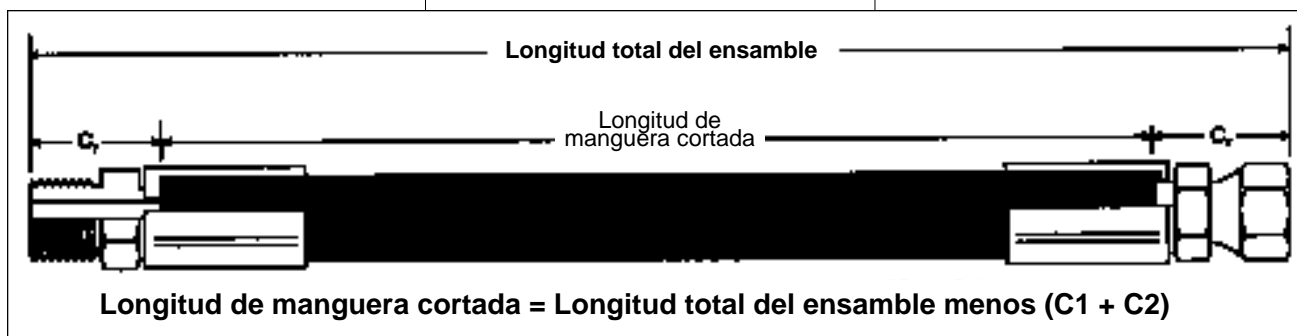 Longitud total del ensamble
Longitud de
manguera cortada
Longitud de manguera cortada = Longitud total del ensamble menos (C1 + C2)